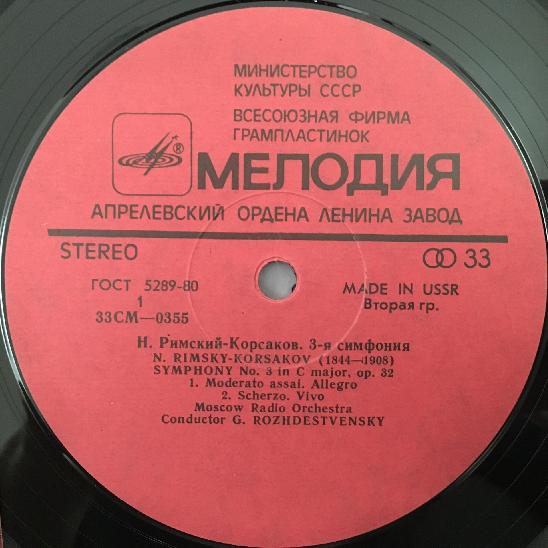 МИНИСТЕРСТВО
КУЛЬТУРЫ СССР
ВСЕСОЮЗНАЯ ФИРМА
ГРАМПЛАСТИНОК
®
МЕЛОДИЯ
АПРЕЛЕВСКИЙ ОРДЕНА ЛЕНИНА ЗАВОД
STEREO 33
ГОСТ 5289-80 MADE IN USSR
1 Вторая гр.
33СМ—0355
Н. Римский-Корсаков. 3-я симфония
N. RIMSKY-KORSAKOV (1844—1908)
SYMPHONY No. 3 in C major, op. 32
1. Moderato assai. Allegro
2. Scherzo. Vivo
Moscow Radio Orchestra
Conductor G. ROZHDESTVENSKY